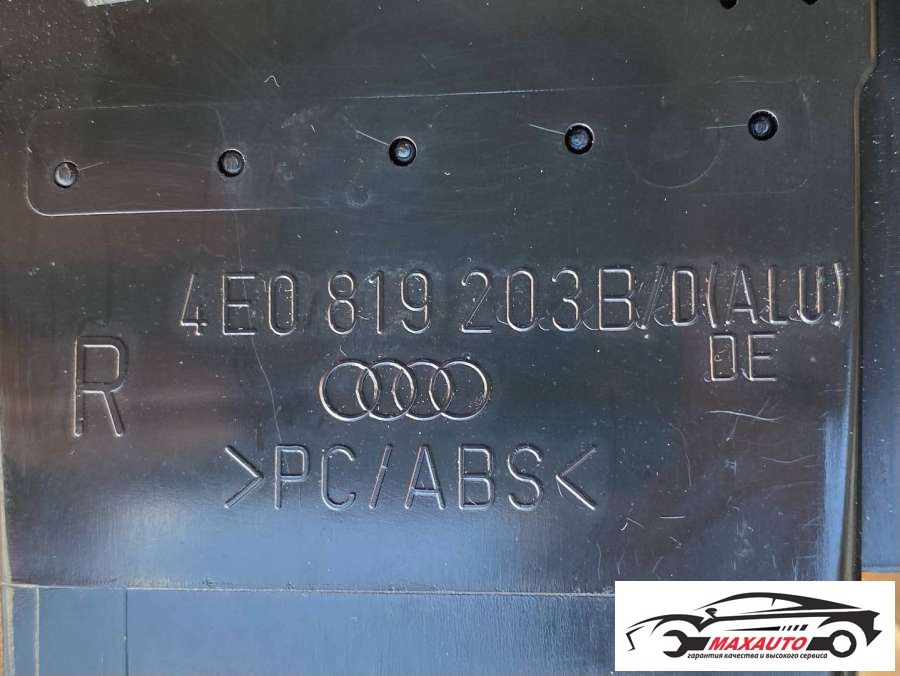 4E0 819 203B/D(ALU)
DE
R
>PC/ABS<
MAXAUTO
гарантия качества и высокого сервиса